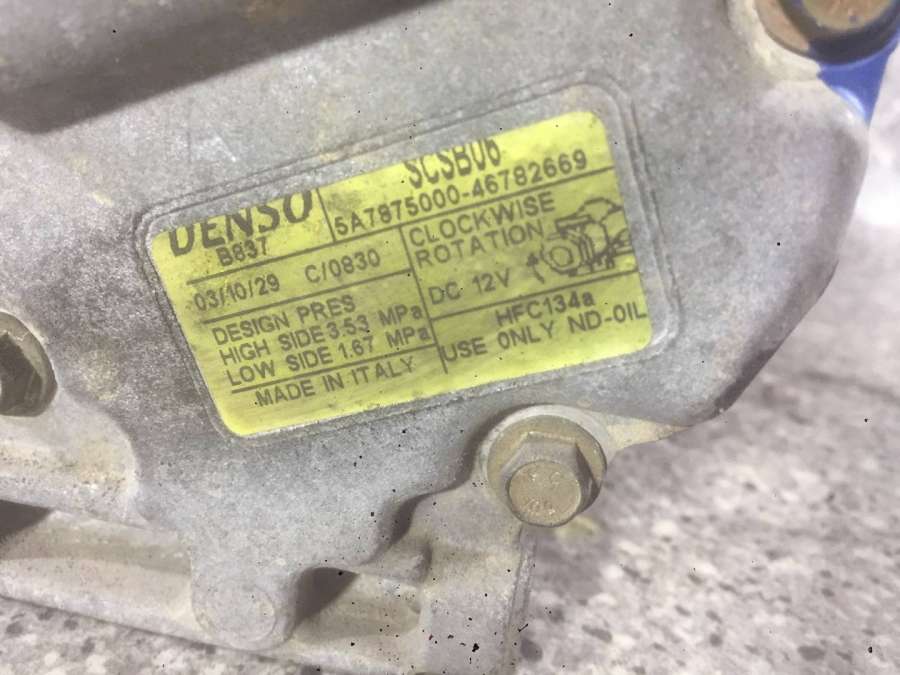 DENSO
B837
SCSB06
5A7875000-46782669
03/10/29 C/0830
CLOCKWISE
ROTATION
DC 12V
DESIGN PRES
HIGH SIDE 3.53 MPa
LOW SIDE 1.67 MPa
HFC134a
USE ONLY ND-OIL
MADE IN ITALY